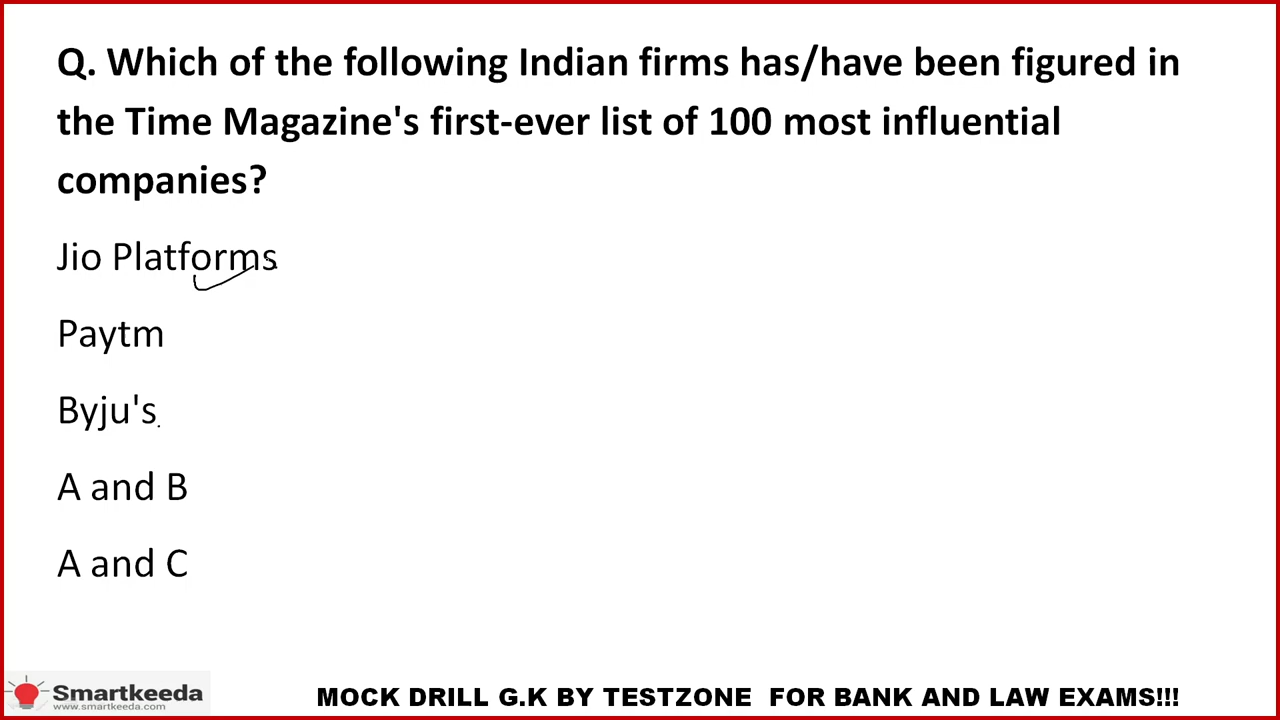 Q. Which of the following Indian firms has/have been figured in
the Time Magazine's first-ever list of 100 most influential
companies?
Jio Platforms
Paytm
Byju's
A and B
A and C
Smartkeeda
www.smartkeeda.com
MOCK DRILL G.K BY TESTZONE FOR BANK AND LAW EXAMS!!!